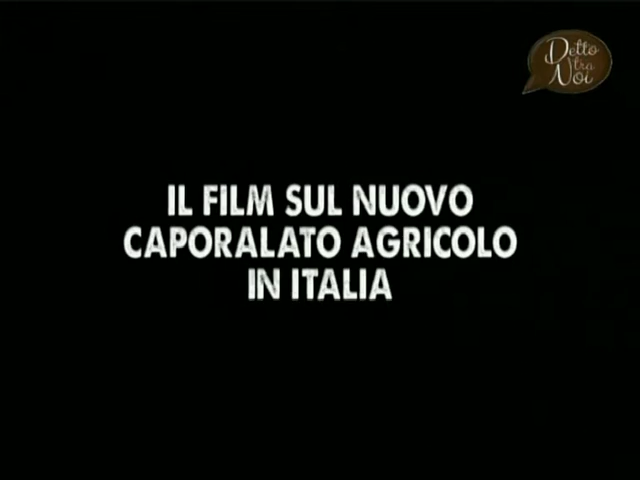 Detto
tra
Noi
IL FILM SUL NUOVO
CAPORALATO AGRICOLO
IN ITALIA